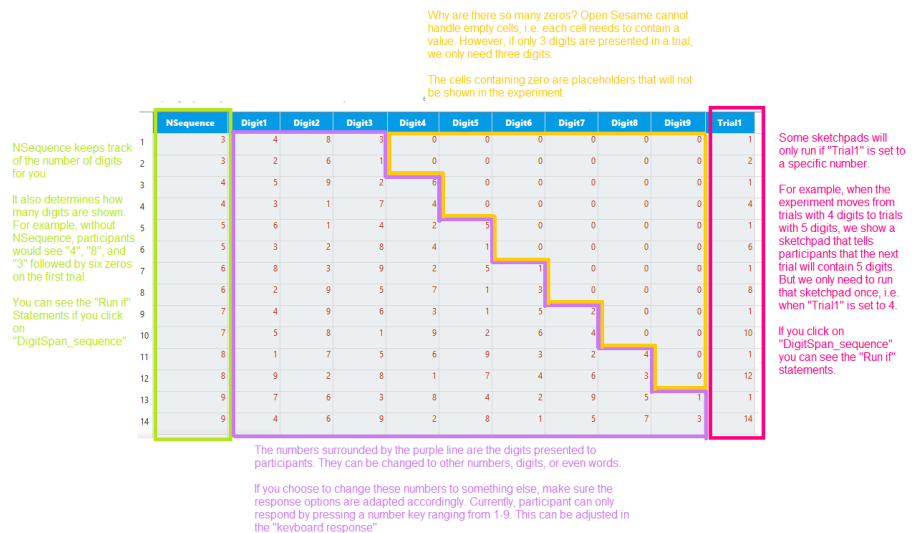 Why are there so many zeros? Open Sesame cannot
handle empty cells, i.e. each cell needs to contain a
value. However, if only 3 digits are presented in a trial,
we only need three digits.
The cells containing zero are placeholders that will not
be shown in the experiment.
NSequence keeps track
of the number of digits
for you.
It also determines how
many digits are shown.
For example, without
NSequence, participants
would see "4", "8", and
"3" followed by six zeros
on the first trial.
You can see the "Run if"
Statements if you click
on
"DigitSpan_sequence"
NSequence Digit1 Digit2 Digit3 Digit4 Digit5 Digit6 Digit7 Digit8 Digit9 Trial1
1 3 4 8 3 0 0 0 0 0 0 1
2 3 2 6 1 0 0 0 0 0 0 2
3 4 5 9 2 6 0 0 0 0 0 1
4 4 3 1 7 4 0 0 0 0 0 4
5 5 6 1 4 2 5 0 0 0 0 1
6 5 3 2 8 4 1 0 0 0 0 6
7 6 8 3 9 2 5 1 0 0 0 1
8 6 2 9 5 7 1 3 0 0 0 8
9 7 4 9 6 3 1 5 2 0 0 1
10 7 5 8 1 9 2 6 4 0 0 10
11 8 1 7 5 6 9 3 2 4 0 1
12 8 9 2 8 1 7 4 6 3 0 12
13 9 7 6 3 8 4 2 9 5 1 1
14 9 4 6 9 2 8 1 5 7 3 14
Some sketchpads will
only run if "Trial1" is set to
a specific number.
For example, when the
experiment moves from
trials with 4 digits to trials
with 5 digits, we show a
sketchpad that tells
participants that the next
trial will contain 5 digits.
But we only need to run
that sketchpad once, i.e.
when "Trial1" is set to 4.
If you click on
"DigitSpan_sequence"
you can see the "Run if"
statements.
The numbers surrounded by the purple line are the digits presented to
participants. They can be changed to other numbers, digits, or even words.
If you choose to change these numbers to something else, make sure the
response options are adapted accordingly. Currently, participant can only
respond by pressing a number key ranging from 1-9. This can be adjusted in
the "keyboard response"